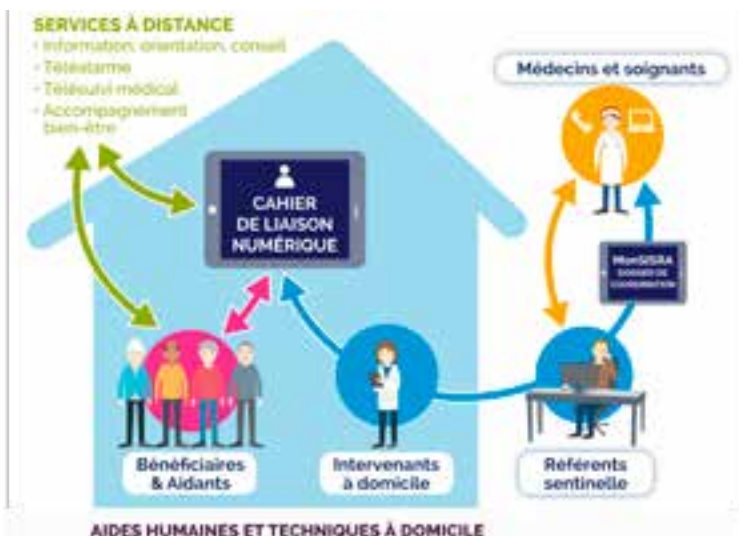 SERVICES À DISTANCE
• Information, orientation, conseil
• Téléalarme
• Télésuivi médical
• Accompagnement
bien-être
Médecins et soignants
CAHIER
DE LIAISON
NUMÉRIQUE
MonSISRA
DOSSIER DE
COORDINATION
Bénéficiaires
& Aidants
Intervenants
à domicile
Référents
sentinelle
AIDES HUMAINES ET TECHNIQUES À DOMICILE